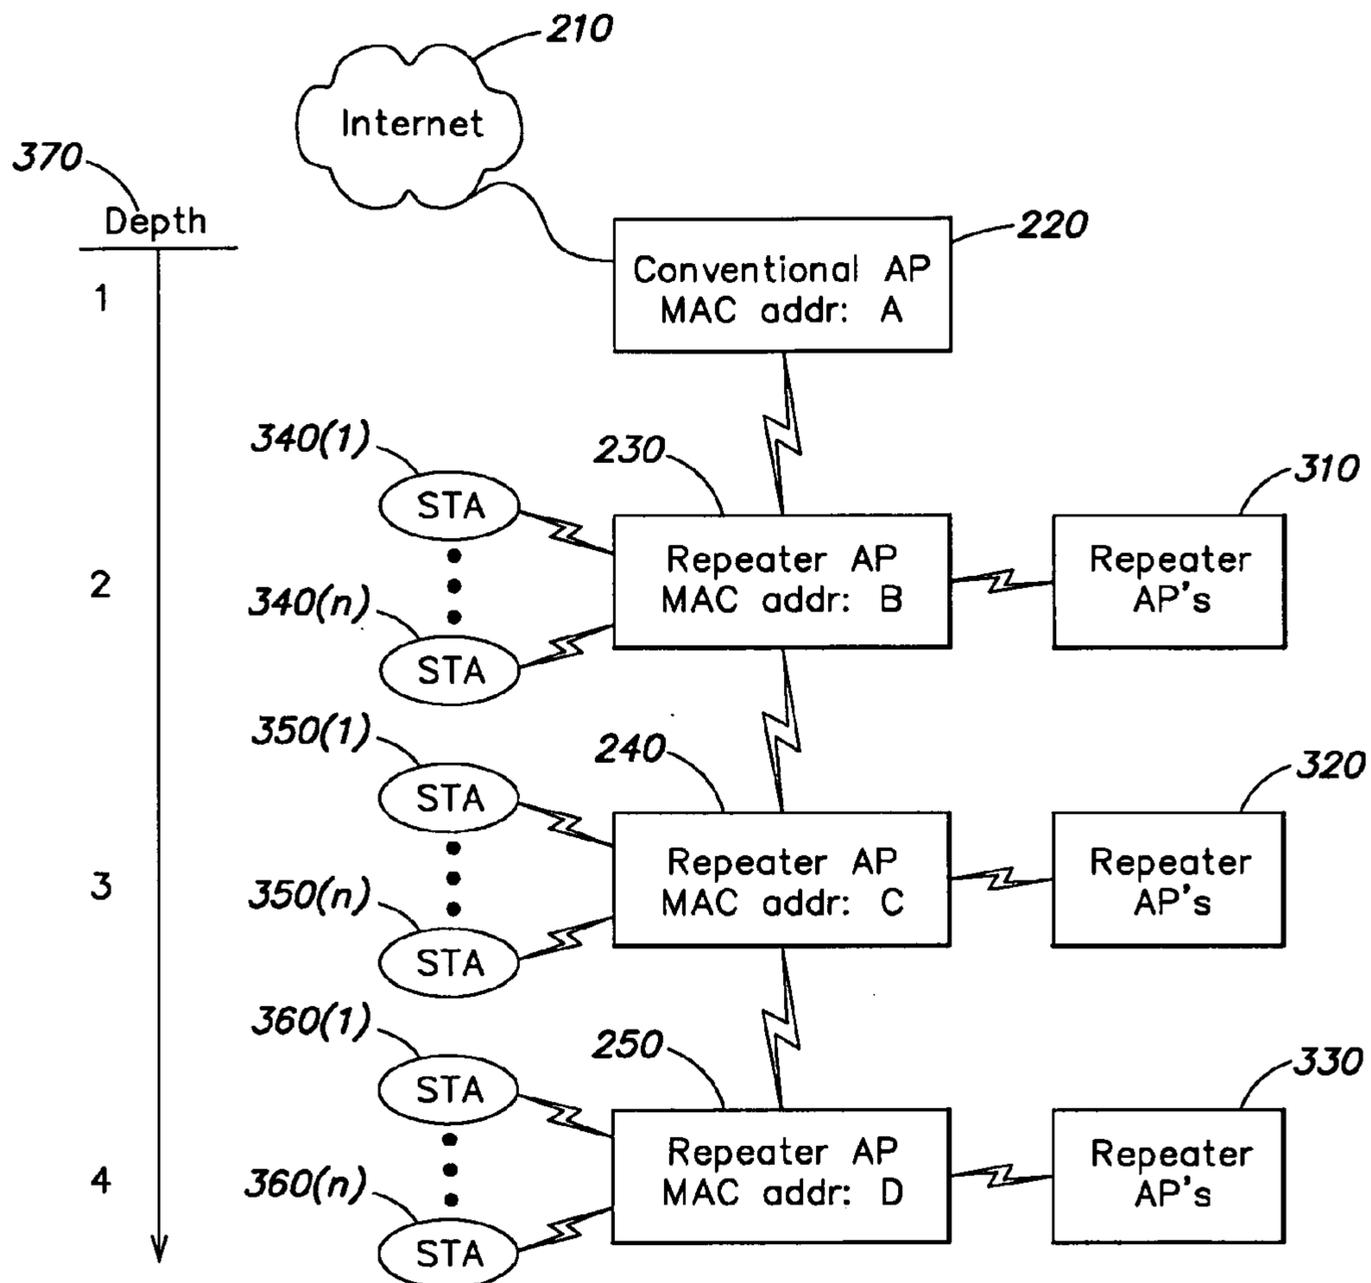 210
Internet
370
Depth
220
Conventional AP
MAC addr: A
1
340(1)
230
310
STA
Repeater AP
MAC addr: B
Repeater
AP's
2
340(n)
STA
350(1)
240
320
STA
Repeater AP
MAC addr: C
Repeater
AP's
3
350(n)
STA
360(1)
250
330
STA
Repeater AP
MAC addr: D
Repeater
AP's
4
360(n)
STA